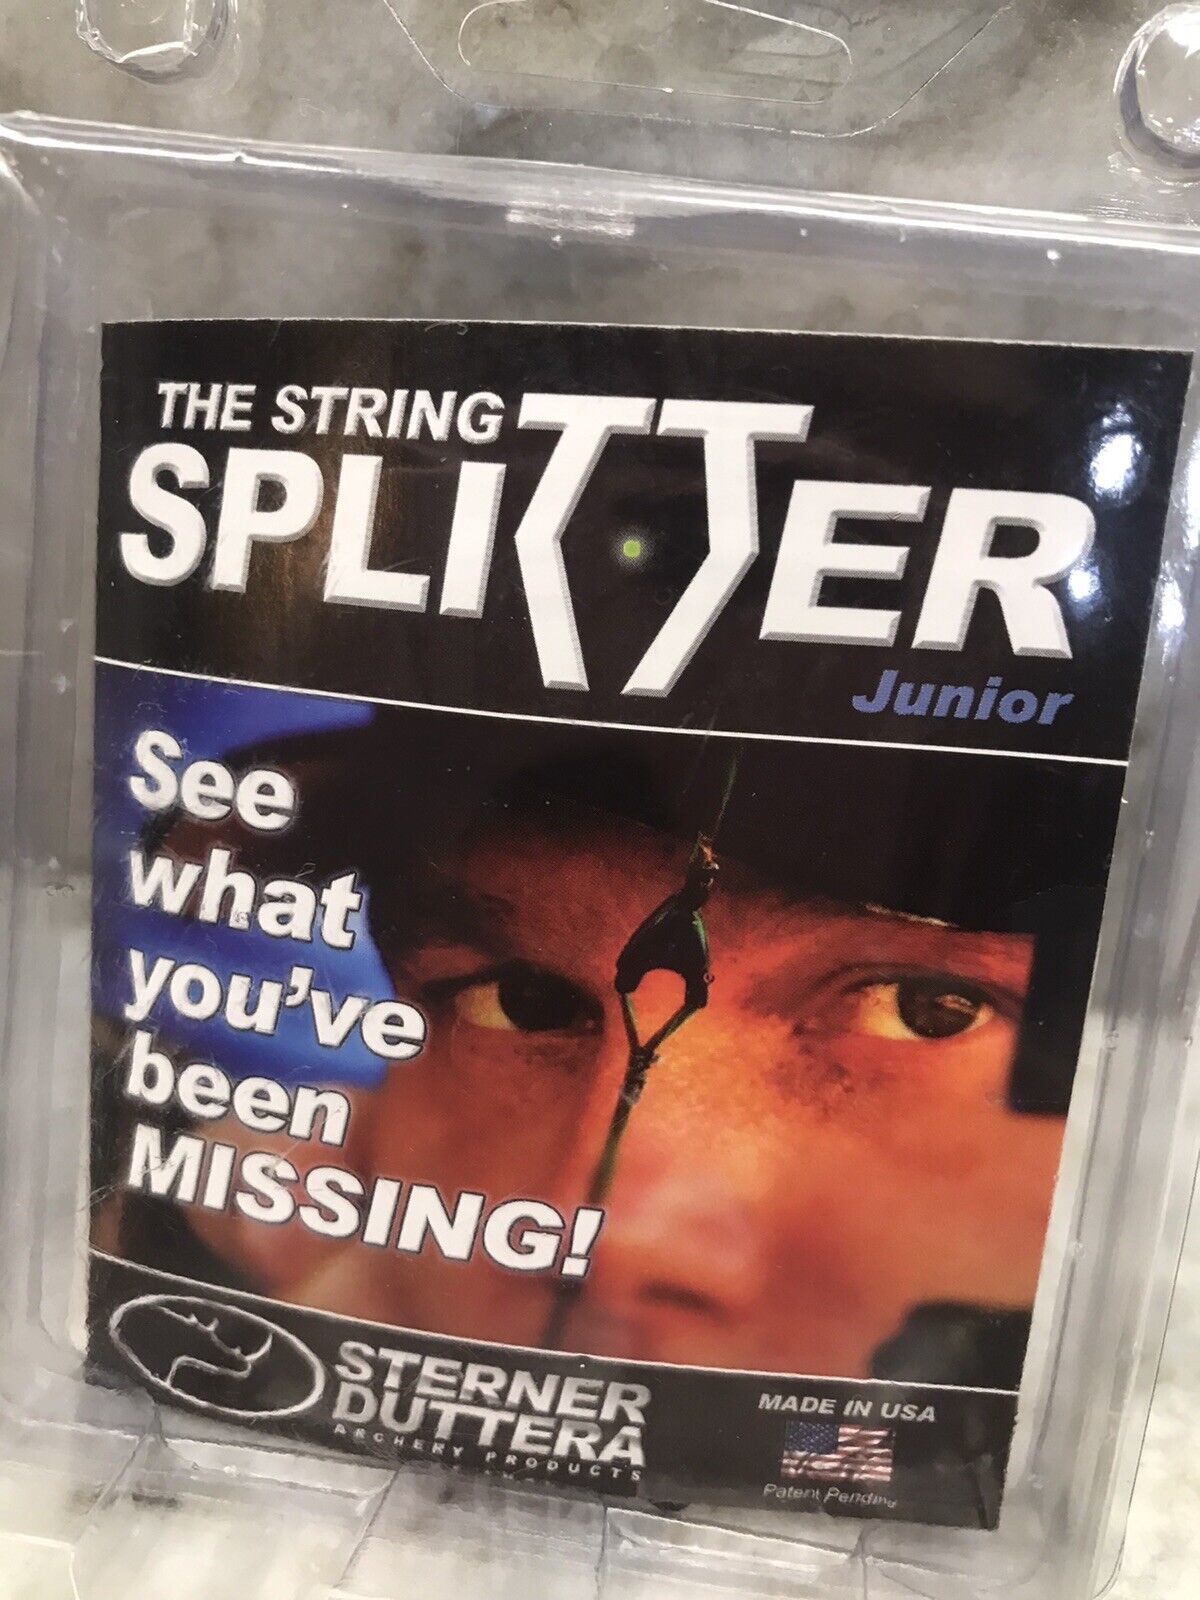 THE STRING
SPLITTER
Junior
See
what
you've
been
MISSING!
STERNER
DUTTERA
ARCHERY PRODUCTS
MADE IN USA
Patent Pending